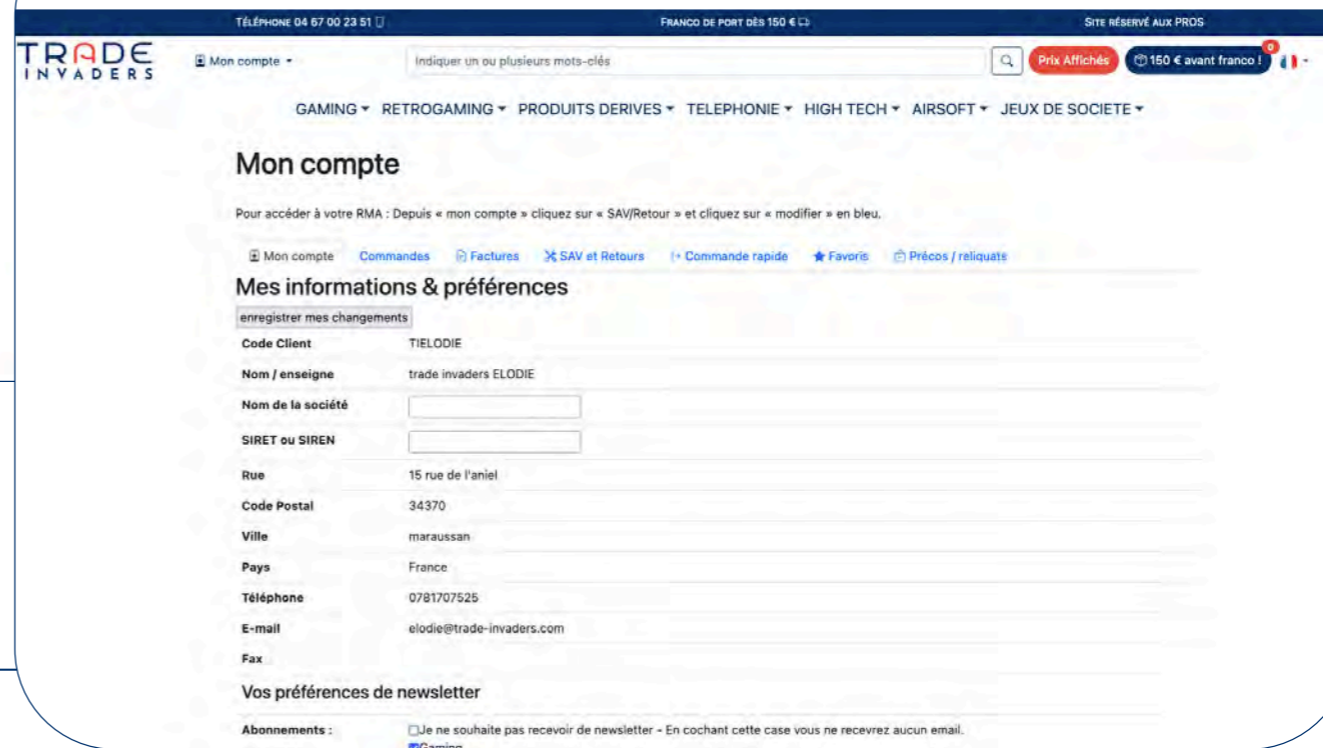 TÉLÉPHONE 04 67 00 23 51
FRANCO DE PORT DÈS 150 €
SITE RÉSERVÉ AUX PROS
TRADE
INVADERS
Mon compte
Indiquer un ou plusieurs mots-clés
Prix Affichés
150 € avant franco !
0
GAMING RETROGAMING PRODUITS DERIVES TELEPHONIE HIGH TECH AIRSOFT JEUX DE SOCIETE
Mon compte
Pour accéder à votre RMA : Depuis « mon compte » cliquez sur « SAV/Retour » et cliquez sur « modifier » en bleu.
Mon compte Commandes Factures SAV et Retours Commande rapide Favoris Précos / reliquats
Mes informations & préférences
enregistrer mes changements
Code Client TIELODIE
Nom / enseigne trade invaders ELODIE
Nom de la société
SIRET ou SIREN
Rue 15 rue de l'aniel
Code Postal 34370
Ville maraussan
Pays France
Téléphone 0781707525
E-mail elodie@trade-invaders.com
Fax
Vos préférences de newsletter
Abonnements : Je ne souhaite pas recevoir de newsletter - En cochant cette case vous ne recevrez aucun email.
Gaming